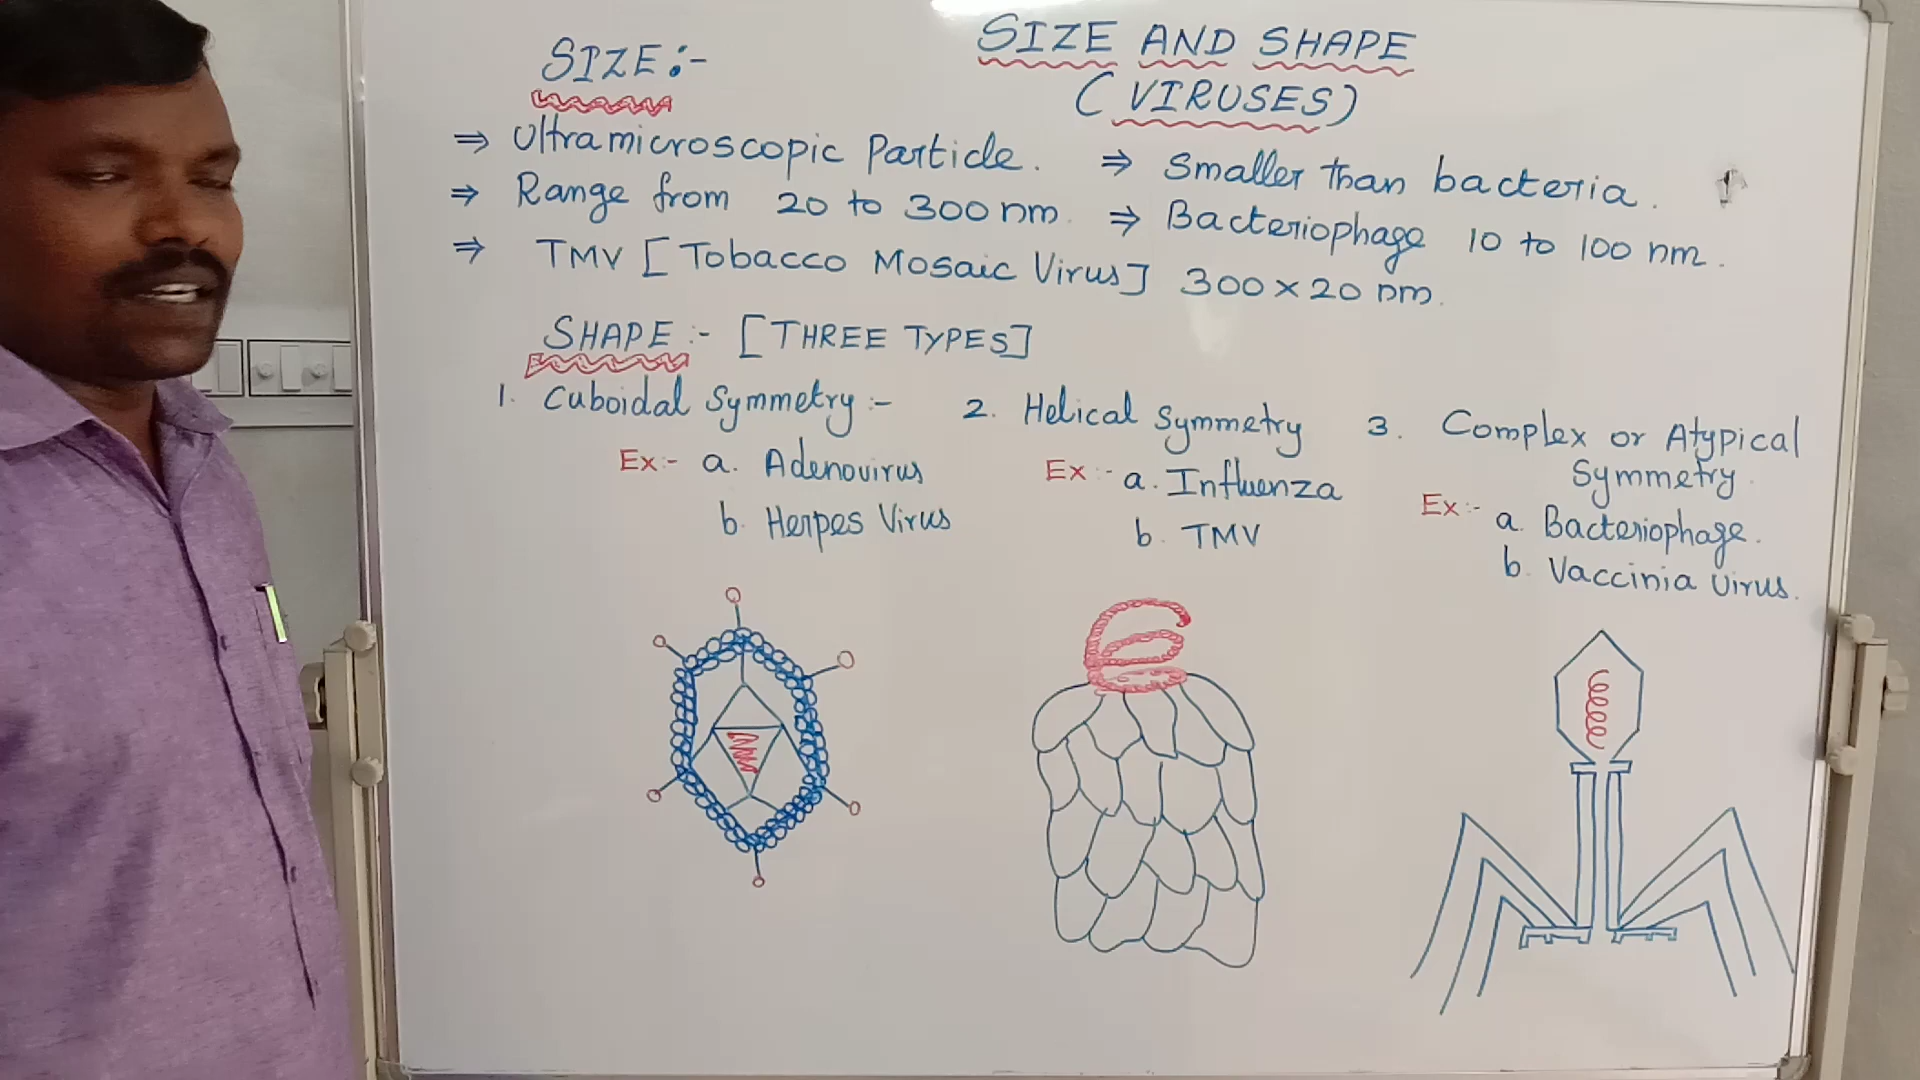 SIZE AND SHAPE
(VIRUSES)
SIZE:-
⇒ Ultramicroscopic Particle. ⇒ Smaller than bacteria.
⇒ Range from 20 to 300 nm. ⇒ Bacteriophage 10 to 100 nm.
⇒ TMV [Tobacco Mosaic Virus] 300 x 20 nm.
SHAPE:- [THREE TYPES]
1. Cuboidal Symmetry:-
Ex:- a. Adenovirus
b. Herpes Virus
2. Helical Symmetry
Ex:- a. Influenza
b. TMV
3. Complex or Atypical
Symmetry.
Ex:- a. Bacteriophage.
b. Vaccinia Virus.